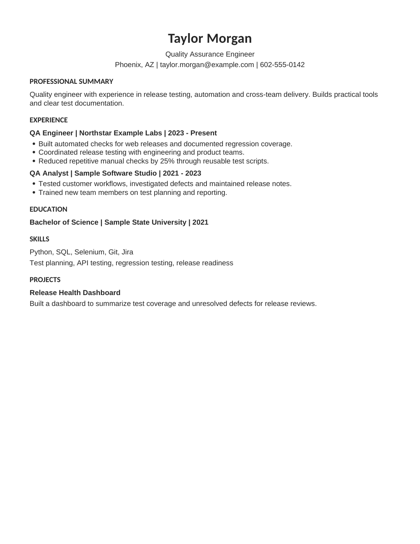 Taylor Morgan
Quality Assurance Engineer
Phoenix, AZ | taylor.morgan@example.com | 602-555-0142
PROFESSIONAL SUMMARY
Quality engineer with experience in release testing, automation and cross-team delivery. Builds practical tools
and clear test documentation.
EXPERIENCE
QA Engineer | Northstar Example Labs | 2023 - Present
• Built automated checks for web releases and documented regression coverage.
• Coordinated release testing with engineering and product teams.
• Reduced repetitive manual checks by 25% through reusable test scripts.
QA Analyst | Sample Software Studio | 2021 - 2023
• Tested customer workflows, investigated defects and maintained release notes.
• Trained new team members on test planning and reporting.
EDUCATION
Bachelor of Science | Sample State University | 2021
SKILLS
Python, SQL, Selenium, Git, Jira
Test planning, API testing, regression testing, release readiness
PROJECTS
Release Health Dashboard
Built a dashboard to summarize test coverage and unresolved defects for release reviews.